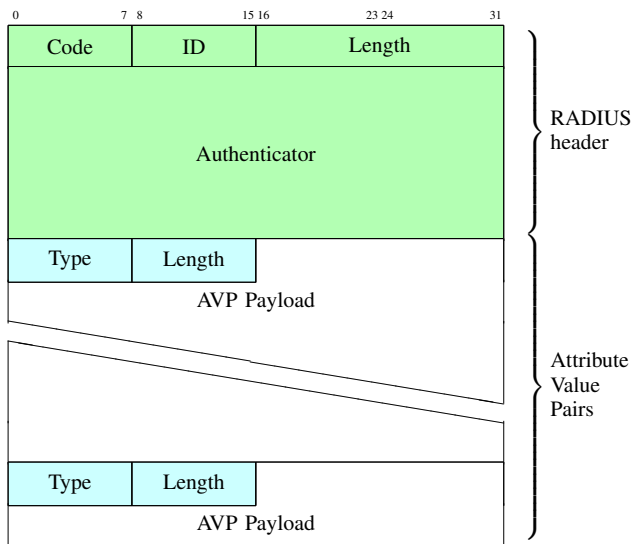 0 7 8 15 16 23 24 31
Code ID Length
Authenticator
RADIUS
header
Type Length
AVP Payload
Attribute
Value
Pairs
Type Length
AVP Payload